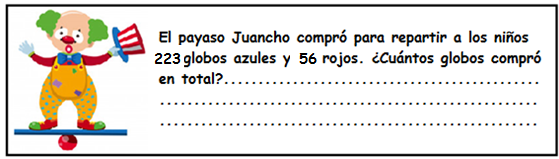 El payaso Juancho compró para repartir a los niños
223 globos azules y 56 rojos. ¿Cuántos globos compró
en total?.............................................
......................................................
......................................................